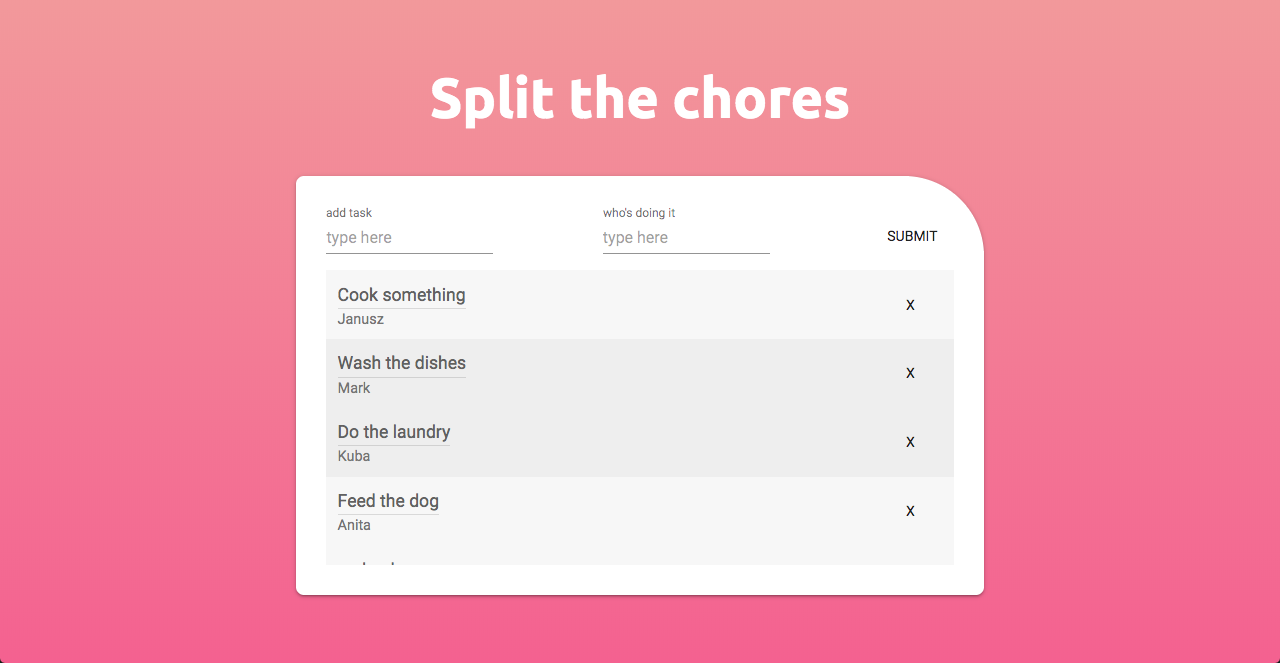 Split the chores
add task
who's doing it
type here
type here
SUBMIT
Cook something
Janusz
X
Wash the dishes
Mark
X
Do the laundry
Kuba
X
Feed the dog
Anita
X